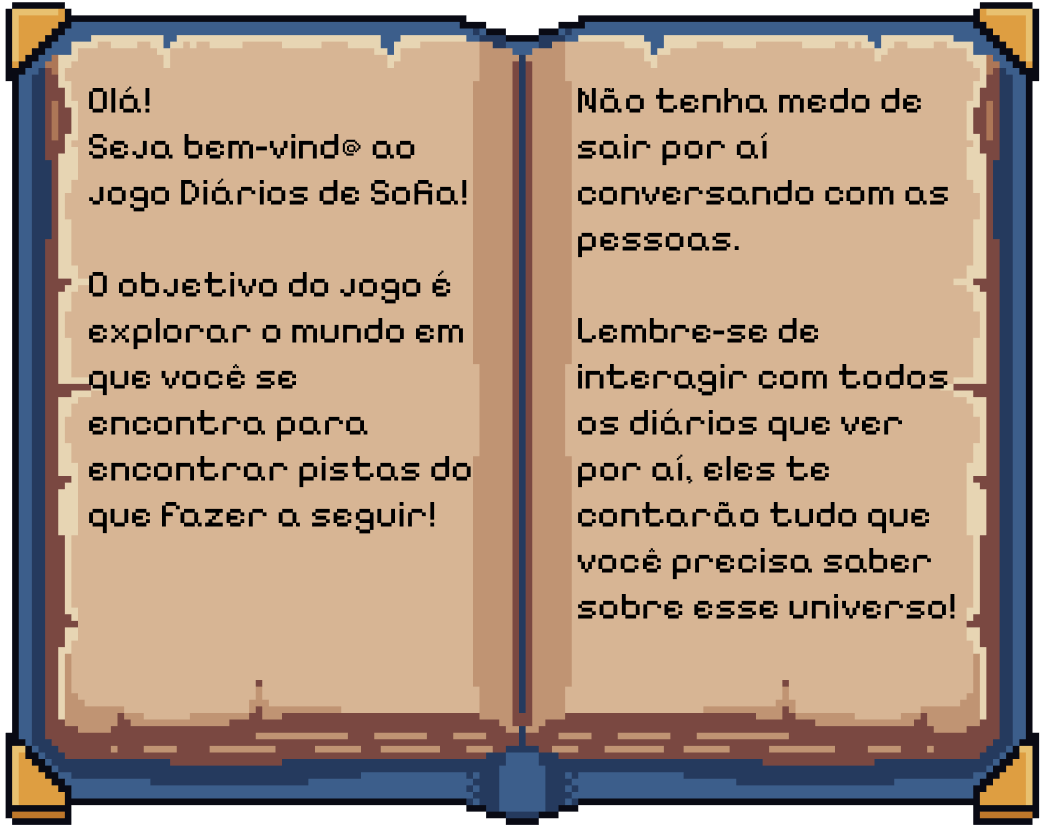 Olá!
Seja bem-vind@ ao
jogo Diários de Sofia!
O objetivo do jogo é
explorar o mundo em
que você se
encontra para
encontrar pistas do
que fazer a seguir!
Não tenha medo de
sair por aí
conversando com as
pessoas.
Lembre-se de
interagir com todos
os diários que ver
por aí, eles te
contarão tudo que
você precisa saber
sobre esse universo!